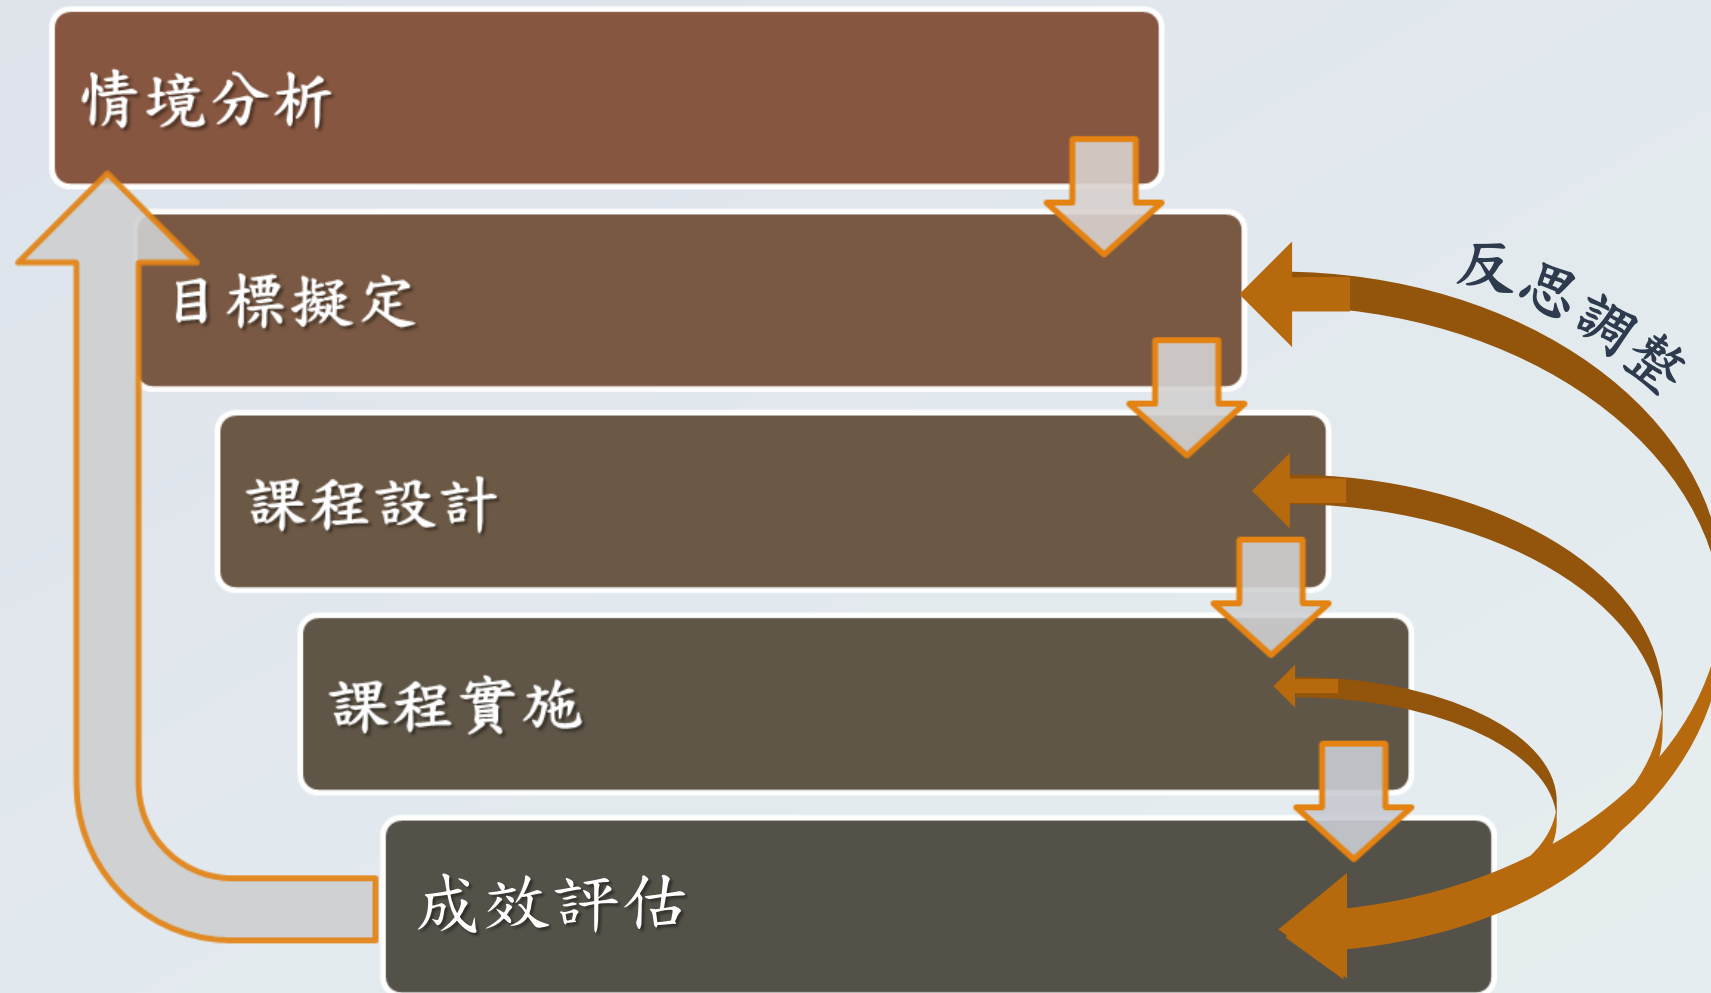 情境分析
目標擬定
反思調整
課程設計
課程實施
成效評估